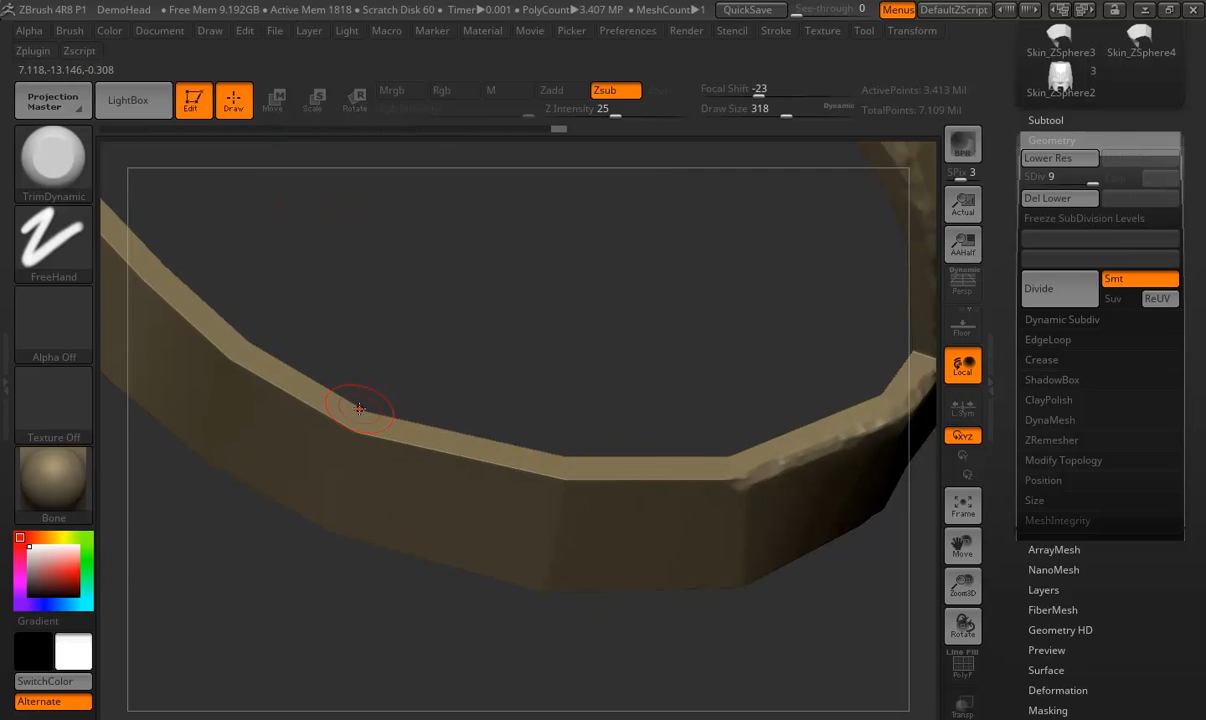 ZBrush 4R8 P1 DemoHead • Free Mem 9.192GB • Active Mem 1818 • Scratch Disk 60 • Timer▶0.001 • PolyCount▶3.407 MP • MeshCount▶1 QuickSave See-through 0 Menus DefaultZScript
Alpha Brush Color Document Draw Edit File Layer Light Macro Marker Material Movie Picker Preferences Render Stencil Stroke Texture Tool Transform
Zplugin Zscript
7.118,-13.146,-0.308
Projection Master
LightBox
Edit
Draw
Move
Scale
Rotate
Mrgb Rgb M Zadd Zsub
Z Intensity 25
Focal Shift -23
Draw Size 318 Dynamic
ActivePoints: 3.413 Mil
TotalPoints: 7.109 Mil
TrimDynamic
FreeHand
Alpha Off
Texture Off
Bone
Gradient
SwitchColor
Alternate
BPR
SPix 3
Actual
AAHalf
Dynamic
Persp
Floor
Local
L.Sym
XYZ
Frame
Move
Zoom3D
Rotate
Line Fill
PolyF
Transp
Skin_ZSphere3 Skin_ZSphere4
3
Skin_ZSphere2
Subtool
Geometry
Lower Res
SDiv 9
Del Lower
Freeze SubDivision Levels
Divide
Smt
Suv ReUV
Dynamic Subdiv
EdgeLoop
Crease
ShadowBox
ClayPolish
DynaMesh
ZRemesher
Modify Topology
Position
Size
MeshIntegrity
ArrayMesh
NanoMesh
Layers
FiberMesh
Geometry HD
Preview
Surface
Deformation
Masking